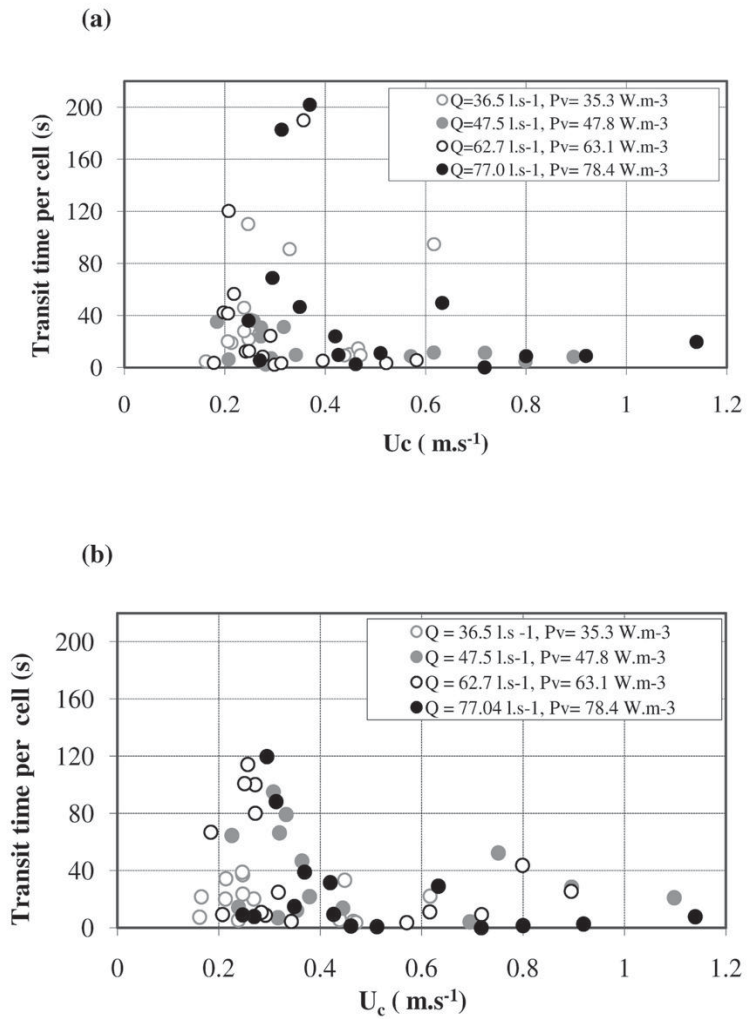 (a)
Transit time per cell (s)
200
160
120
80
40
0
Q=36.5 l.s-1, Pv= 35.3 W.m-3
Q=47.5 l.s-1, Pv= 47.8 W.m-3
Q=62.7 l.s-1, Pv= 63.1 W.m-3
Q=77.0 l.s-1, Pv= 78.4 W.m-3
0 0.2 0.4 0.6 0.8 1 1.2
Uc ( m.s-1)
(b)
Transit time per cell (s)
200
160
120
80
40
0
Q = 36.5 l.s -1, Pv= 35.3 W.m-3
Q = 47.5 l.s-1, Pv= 47.8 W.m-3
Q = 62.7 l.s-1, Pv= 63.1 W.m-3
Q = 77.04 l.s-1, Pv= 78.4 W.m-3
0 0.2 0.4 0.6 0.8 1 1.2
Uc ( m.s-1)